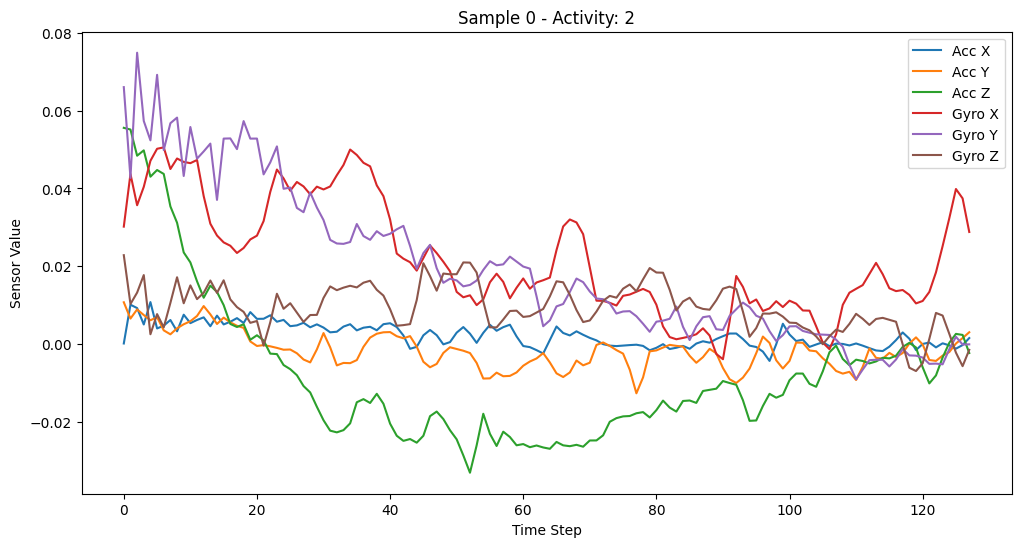 Sample 0 - Activity: 2
0.08
0.06
0.04
0.02
0.00
−0.02
Sensor Value
Acc X
Acc Y
Acc Z
Gyro X
Gyro Y
Gyro Z
0 20 40 60 80 100 120
Time Step